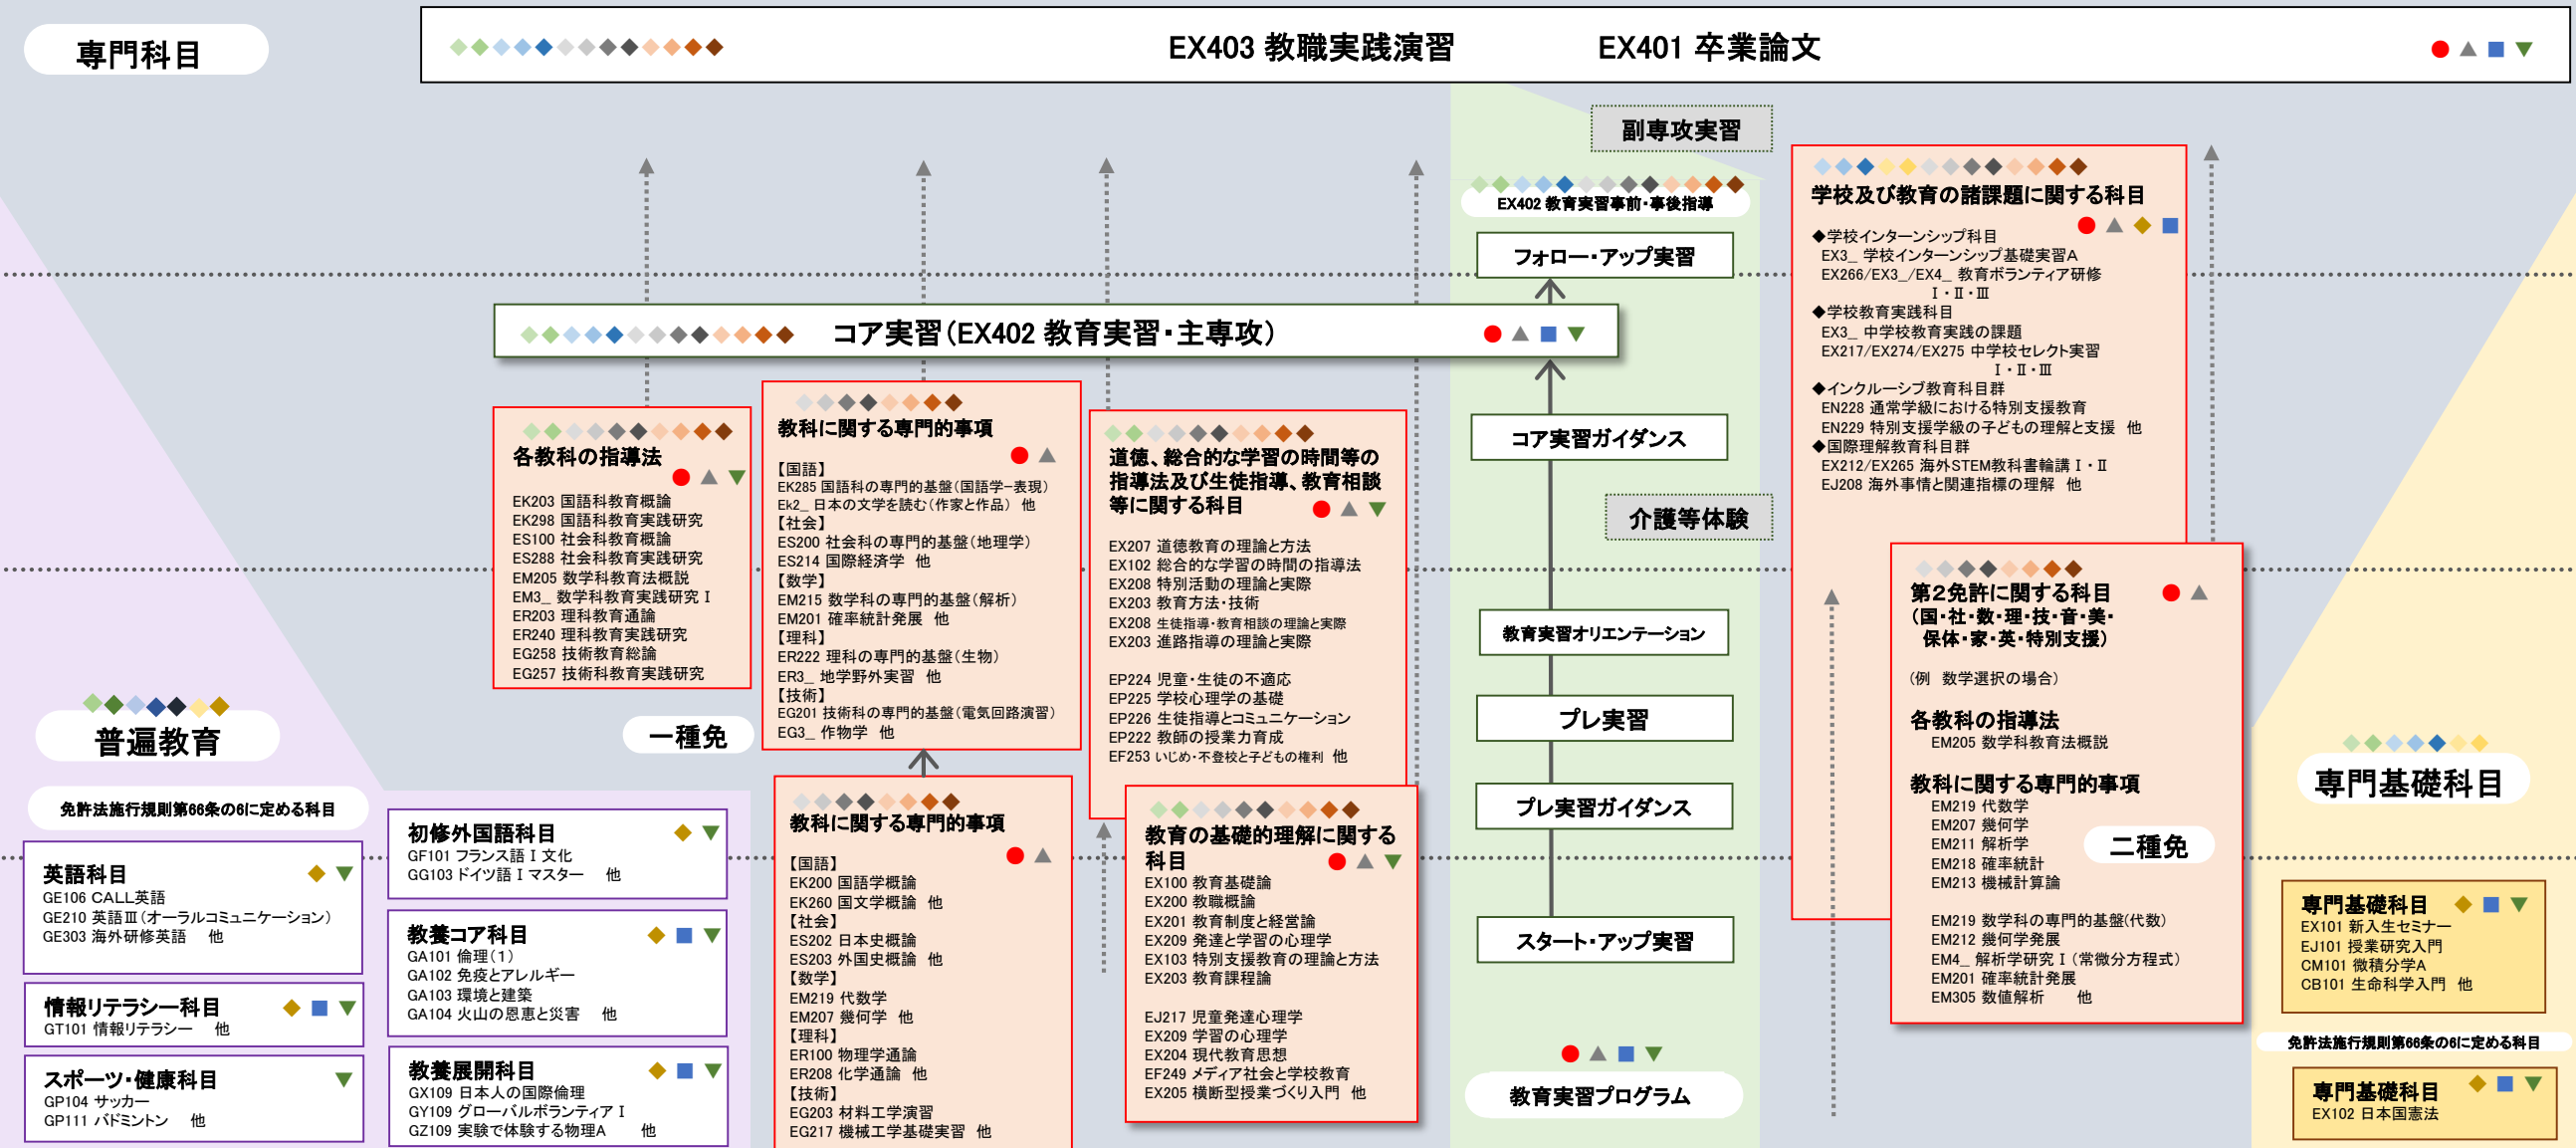 専門科目
EX403 教職実践演習
EX401 卒業論文
副専攻実習
EX402 教育実習事前・事後指導
フォロー・アップ実習
コア実習（EX402 教育実習・主専攻）
コア実習ガイダンス
介護等体験
教育実習オリエンテーション
プレ実習
プレ実習ガイダンス
スタート・アップ実習
教育実習プログラム
各教科の指導法
EK203 国語科教育概論
EK298 国語科教育実践研究
ES100 社会科教育概論
ES288 社会科教育実践研究
EM205 数学科教育法概説
EM3_ 数学科教育実践研究Ⅰ
ER203 理科教育通論
ER240 理科教育実践研究
EG258 技術教育総論
EG257 技術科教育実践研究
一種免
教科に関する専門的事項
【国語】
EK285 国語科の専門的基盤（国語学−表現）
Ek2_ 日本の文学を読む（作家と作品） 他
【社会】
ES200 社会科の専門的基盤（地理学）
ES214 国際経済学 他
【数学】
EM215 数学科の専門的基盤（解析）
EM201 確率統計発展 他
【理科】
ER222 理科の専門的基盤（生物）
ER3_ 地学野外実習 他
【技術】
EG201 技術科の専門的基盤（電気回路演習）
EG3_ 作物学 他
教科に関する専門的事項
【国語】
EK200 国語学概論
EK260 国文学概論 他
【社会】
ES202 日本史概論
ES203 外国史概論 他
【数学】
EM219 代数学
EM207 幾何学 他
【理科】
ER100 物理学通論
ER208 化学通論 他
【技術】
EG203 材料工学演習
EG217 機械工学基礎実習 他
道徳、総合的な学習の時間等の
指導法及び生徒指導、教育相談
等に関する科目
EX207 道徳教育の理論と方法
EX102 総合的な学習の時間の指導法
EX208 特別活動の理論と実際
EX203 教育方法・技術
EX208 生徒指導・教育相談の理論と実際
EX203 進路指導の理論と実際
EP224 児童・生徒の不適応
EP225 学校心理学の基礎
EP226 生徒指導とコミュニケーション
EP222 教師の授業力育成
EF253 いじめ・不登校と子どもの権利 他
教育の基礎的理解に関する
科目
EX100 教育基礎論
EX200 教職概論
EX201 教育制度と経営論
EX209 発達と学習の心理学
EX103 特別支援教育の理論と方法
EX203 教育課程論
EJ217 児童発達心理学
EX209 学習の心理学
EX204 現代教育思想
EF249 メディア社会と学校教育
EX205 横断型授業づくり入門 他
学校及び教育の諸課題に関する科目
◆学校インターンシップ科目
EX3_ 学校インターンシップ基礎実習A
EX266/EX3_/EX4_ 教育ボランティア研修
Ⅰ・Ⅱ・Ⅲ
◆学校教育実践科目
EX3_ 中学校教育実践の課題
EX217/EX274/EX275 中学校セレクト実習
Ⅰ・Ⅱ・Ⅲ
◆インクルーシブ教育科目群
EN228 通常学級における特別支援教育
EN229 特別支援学級の子どもの理解と支援 他
◆国際理解教育科目群
EX212/EX265 海外STEM教科書輪講Ⅰ・Ⅱ
EJ208 海外事情と関連指標の理解 他
第２免許に関する科目
（国・社・数・理・技・音・美・
保体・家・英・特別支援）
（例 数学選択の場合）
各教科の指導法
EM205 数学科教育法概説
教科に関する専門的事項
EM219 代数学
EM207 幾何学
EM211 解析学
EM218 確率統計
EM213 機械計算論
二種免
EM219 数学科の専門的基盤(代数)
EM212 幾何学発展
EM4_ 解析学研究Ⅰ（常微分方程式）
EM201 確率統計発展
EM305 数値解析 他
普遍教育
免許法施行規則第66条の6に定める科目
英語科目
GE106 CALL英語
GE210 英語Ⅲ（オーラルコミュニケーション）
GE303 海外研修英語 他
情報リテラシー科目
GT101 情報リテラシー 他
スポーツ・健康科目
GP104 サッカー
GP111 バドミントン 他
初修外国語科目
GF101 フランス語Ⅰ文化
GG103 ドイツ語Ⅰマスター 他
教養コア科目
GA101 倫理（１）
GA102 免疫とアレルギー
GA103 環境と建築
GA104 火山の恩恵と災害 他
教養展開科目
GX109 日本人の国際倫理
GY109 グローバルボランティアⅠ
GZ109 実験で体験する物理A 他
専門基礎科目
専門基礎科目
EX101 新入生セミナー
EJ101 授業研究入門
CM101 微積分学A
CB101 生命科学入門 他
免許法施行規則第66条の6に定める科目
専門基礎科目
EX102 日本国憲法